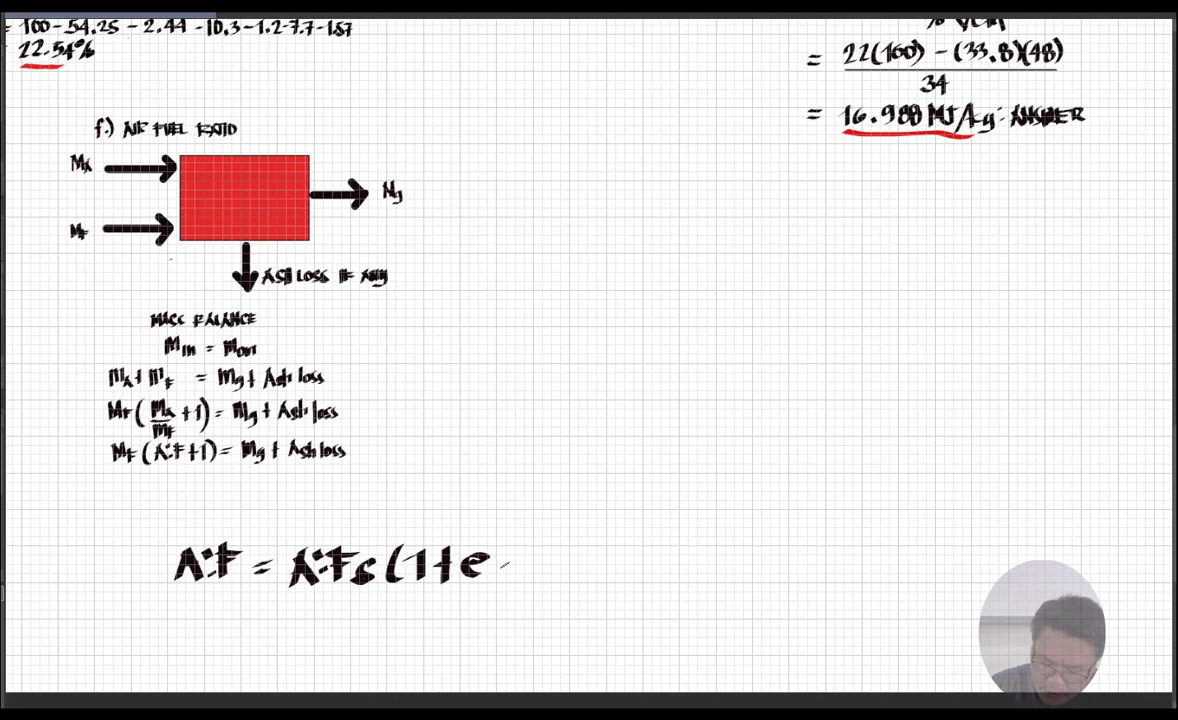 = 100 - 54.25 - 2.44 - 10.3 - 1.2 - 7.7 - 1.57
22.54%
f.) AIR FUEL RATIO
MA
MF
Mg
ASH LOSS IF ANY
MASS BALANCE
Min = Mout
mA + mF = mg + Ash loss
MF ( MA/mF + 1 ) = mg + Ash loss
MF (A:F + 1) = mg + Ash loss
A:F = A:Fs (1 + e
% VCM
= 22(100) - (33.8)(48)
34
= 16.988 MJ/kg : ANSWER